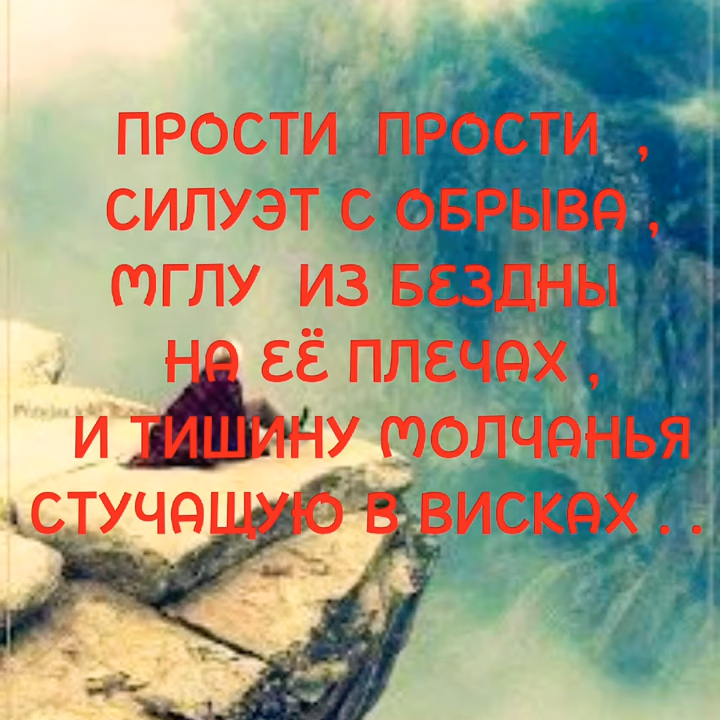 ПРОСТИ ПРОСТИ ,
СИЛУЭТ С ОБРЫВА ,
МГЛУ ИЗ БЕЗДНЫ
НА ЕЁ ПЛЕЧАХ ,
И ТИШИНУ МОЛЧАНЬЯ
СТУЧАЩУЮ В ВИСКАХ . .